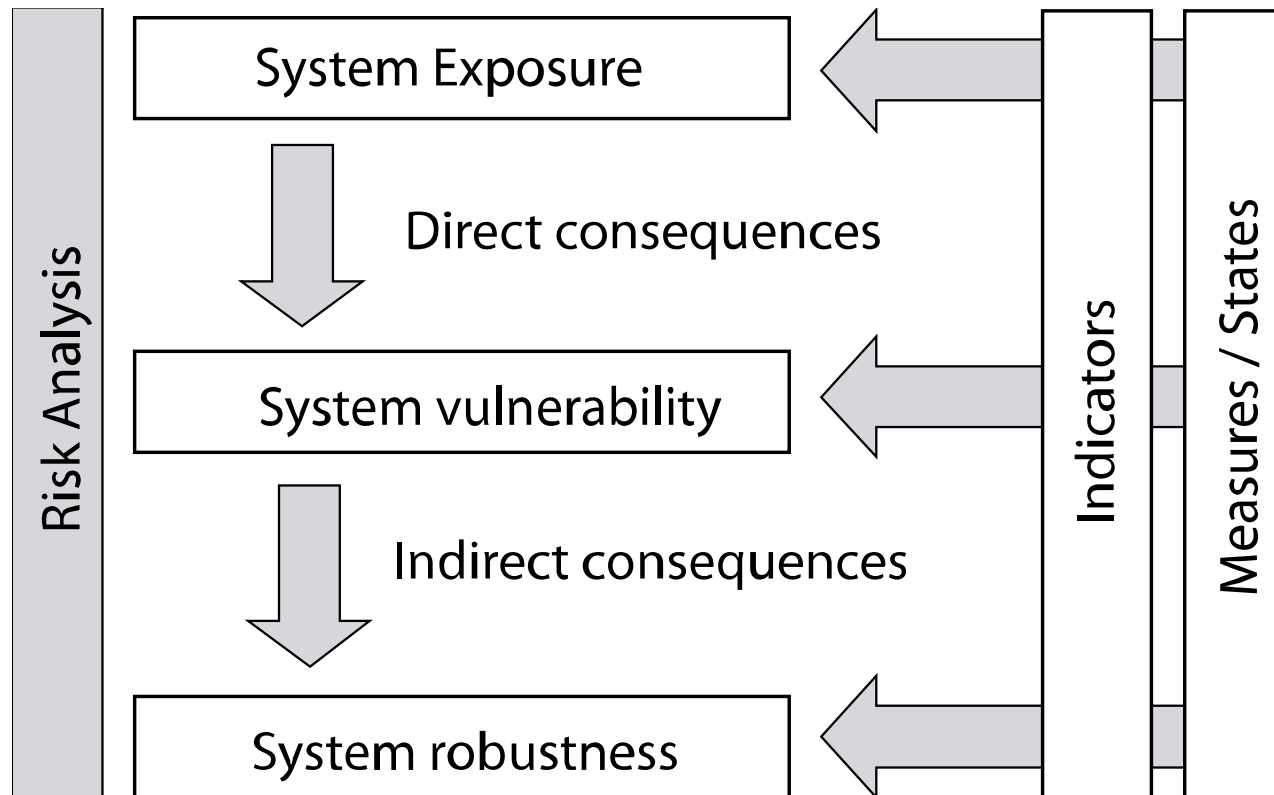 System Exposure
Direct consequences
System vulnerability
Indirect consequences
System robustness
Risk Analysis
Indicators
Measures / States